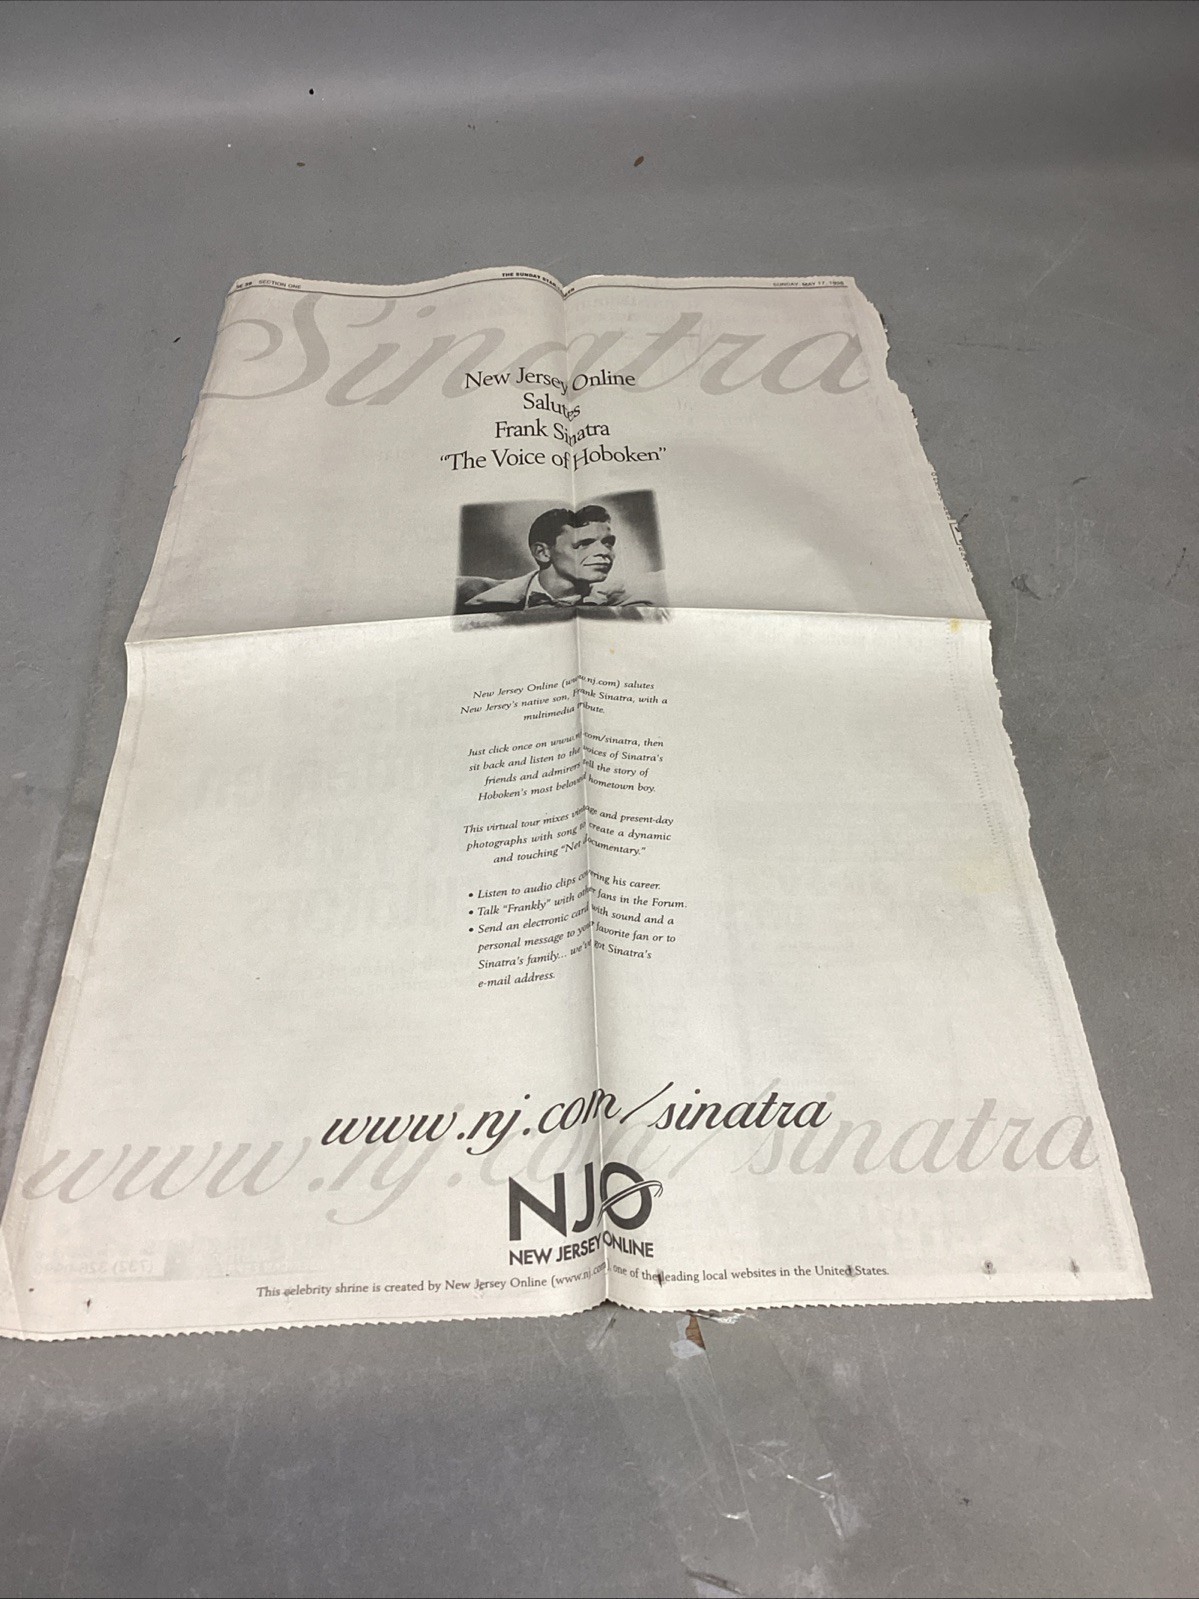 SECTION ONE
THE SUNDAY STAR-LEDGER
SUNDAY, MAY 17, 1998
Sinatra
New Jersey Online
Salutes
Frank Sinatra
“The Voice of Hoboken”
New Jersey Online (www.nj.com) salutes
New Jersey's native son, Frank Sinatra, with a
multimedia tribute.
Just click once on www.nj.com/sinatra, then
sit back and listen to the voices of Sinatra's
friends and admirers tell the story of
Hoboken's most beloved hometown boy.
This virtual tour mixes vintage and present-day
photographs with song to create a dynamic
and touching “Net documentary.”
• Listen to audio clips covering his career.
• Talk “Frankly” with other fans in the Forum.
• Send an electronic card with sound and a
personal message to your favorite fan or to
Sinatra's family... we've got Sinatra's
e-mail address.
www.nj.com/sinatra
www.nj.com/sinatra
NJO
NEW JERSEY ONLINE
This celebrity shrine is created by New Jersey Online (www.nj.com), one of the leading local websites in the United States.